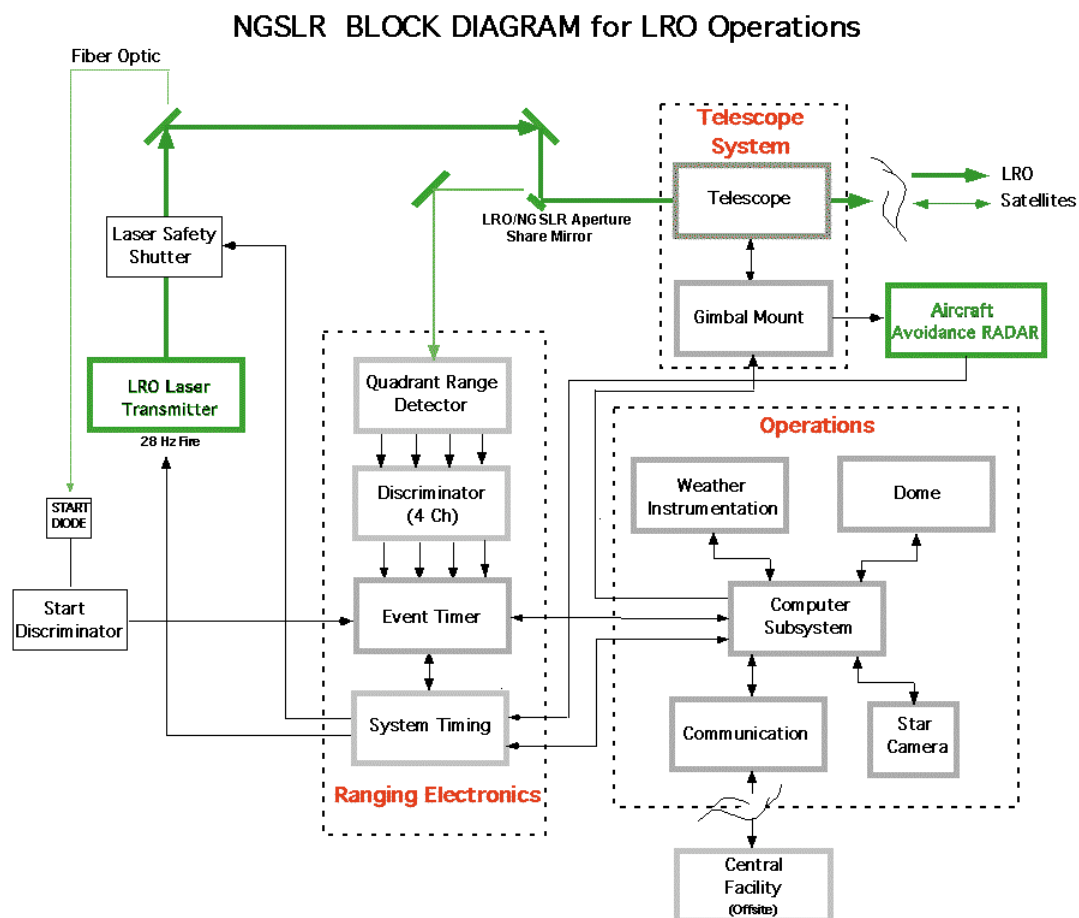 NGSLR BLOCK DIAGRAM for LRO Operations
Fiber Optic
Telescope
System
Telescope
LRO
Satellites
LRO/NGSLR Aperture
Share Mirror
Laser Safety
Shutter
Gimbal Mount
Aircraft
Avoidance RADAR
LRO Laser
Transmitter
28 Hz Fire
Quadrant Range
Detector
Operations
Weather
Instrumentation
Dome
Discriminator
(4 Ch)
START
DIODE
Start
Discriminator
Event Timer
Computer
Subsystem
System Timing
Communication
Star
Camera
Ranging Electronics
Central
Facility
(Offsite)